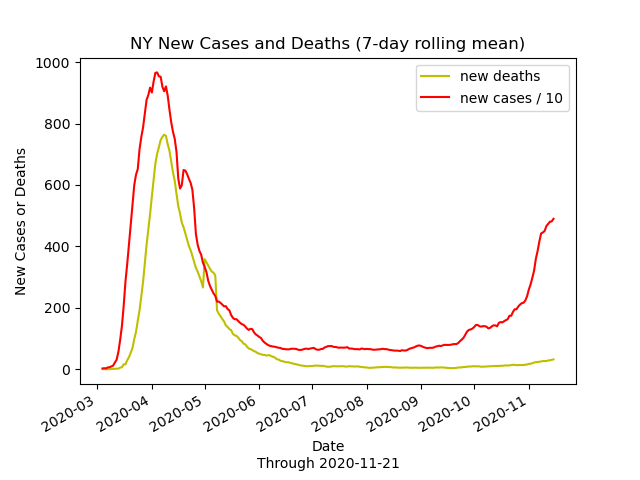 NY New Cases and Deaths (7-day rolling mean)
new deaths
new cases / 10
1000
800
600
400
200
0
New Cases or Deaths
2020-03
2020-04
2020-05
2020-06
2020-07
2020-08
2020-09
2020-10
2020-11
Date
Through 2020-11-21